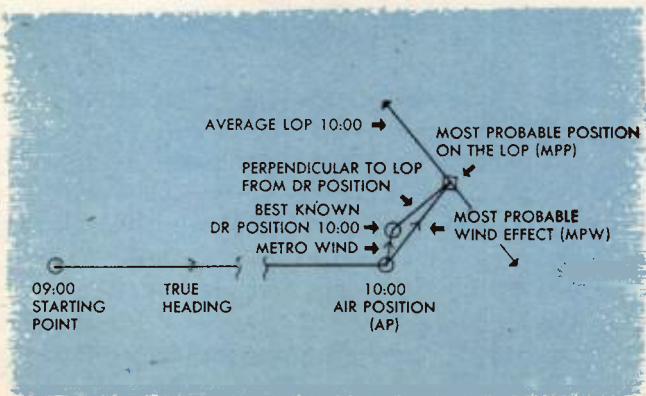 AVERAGE LOP 10:00
MOST PROBABLE POSITION
ON THE LOP (MPP)
PERPENDICULAR TO LOP
FROM DR POSITION
BEST KNOWN
DR POSITION 10:00
METRO WIND
MOST PROBABLE
WIND EFFECT (MPW)
09:00
STARTING
POINT
TRUE
HEADING
10:00
AIR POSITION
(AP)